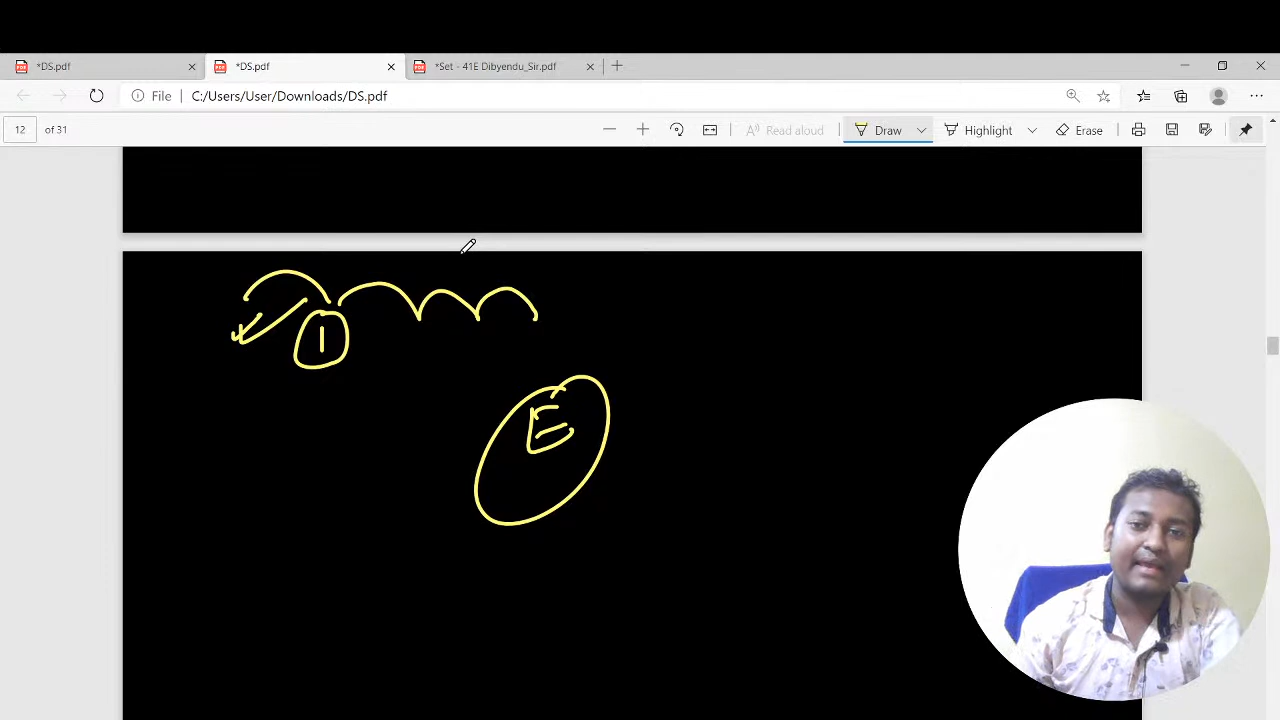 *DS.pdf *DS.pdf *Set - 41E Dibyendu_Sir.pdf
File C:/Users/User/Downloads/DS.pdf
12 of 31 Read aloud Draw Highlight Erase
1
E